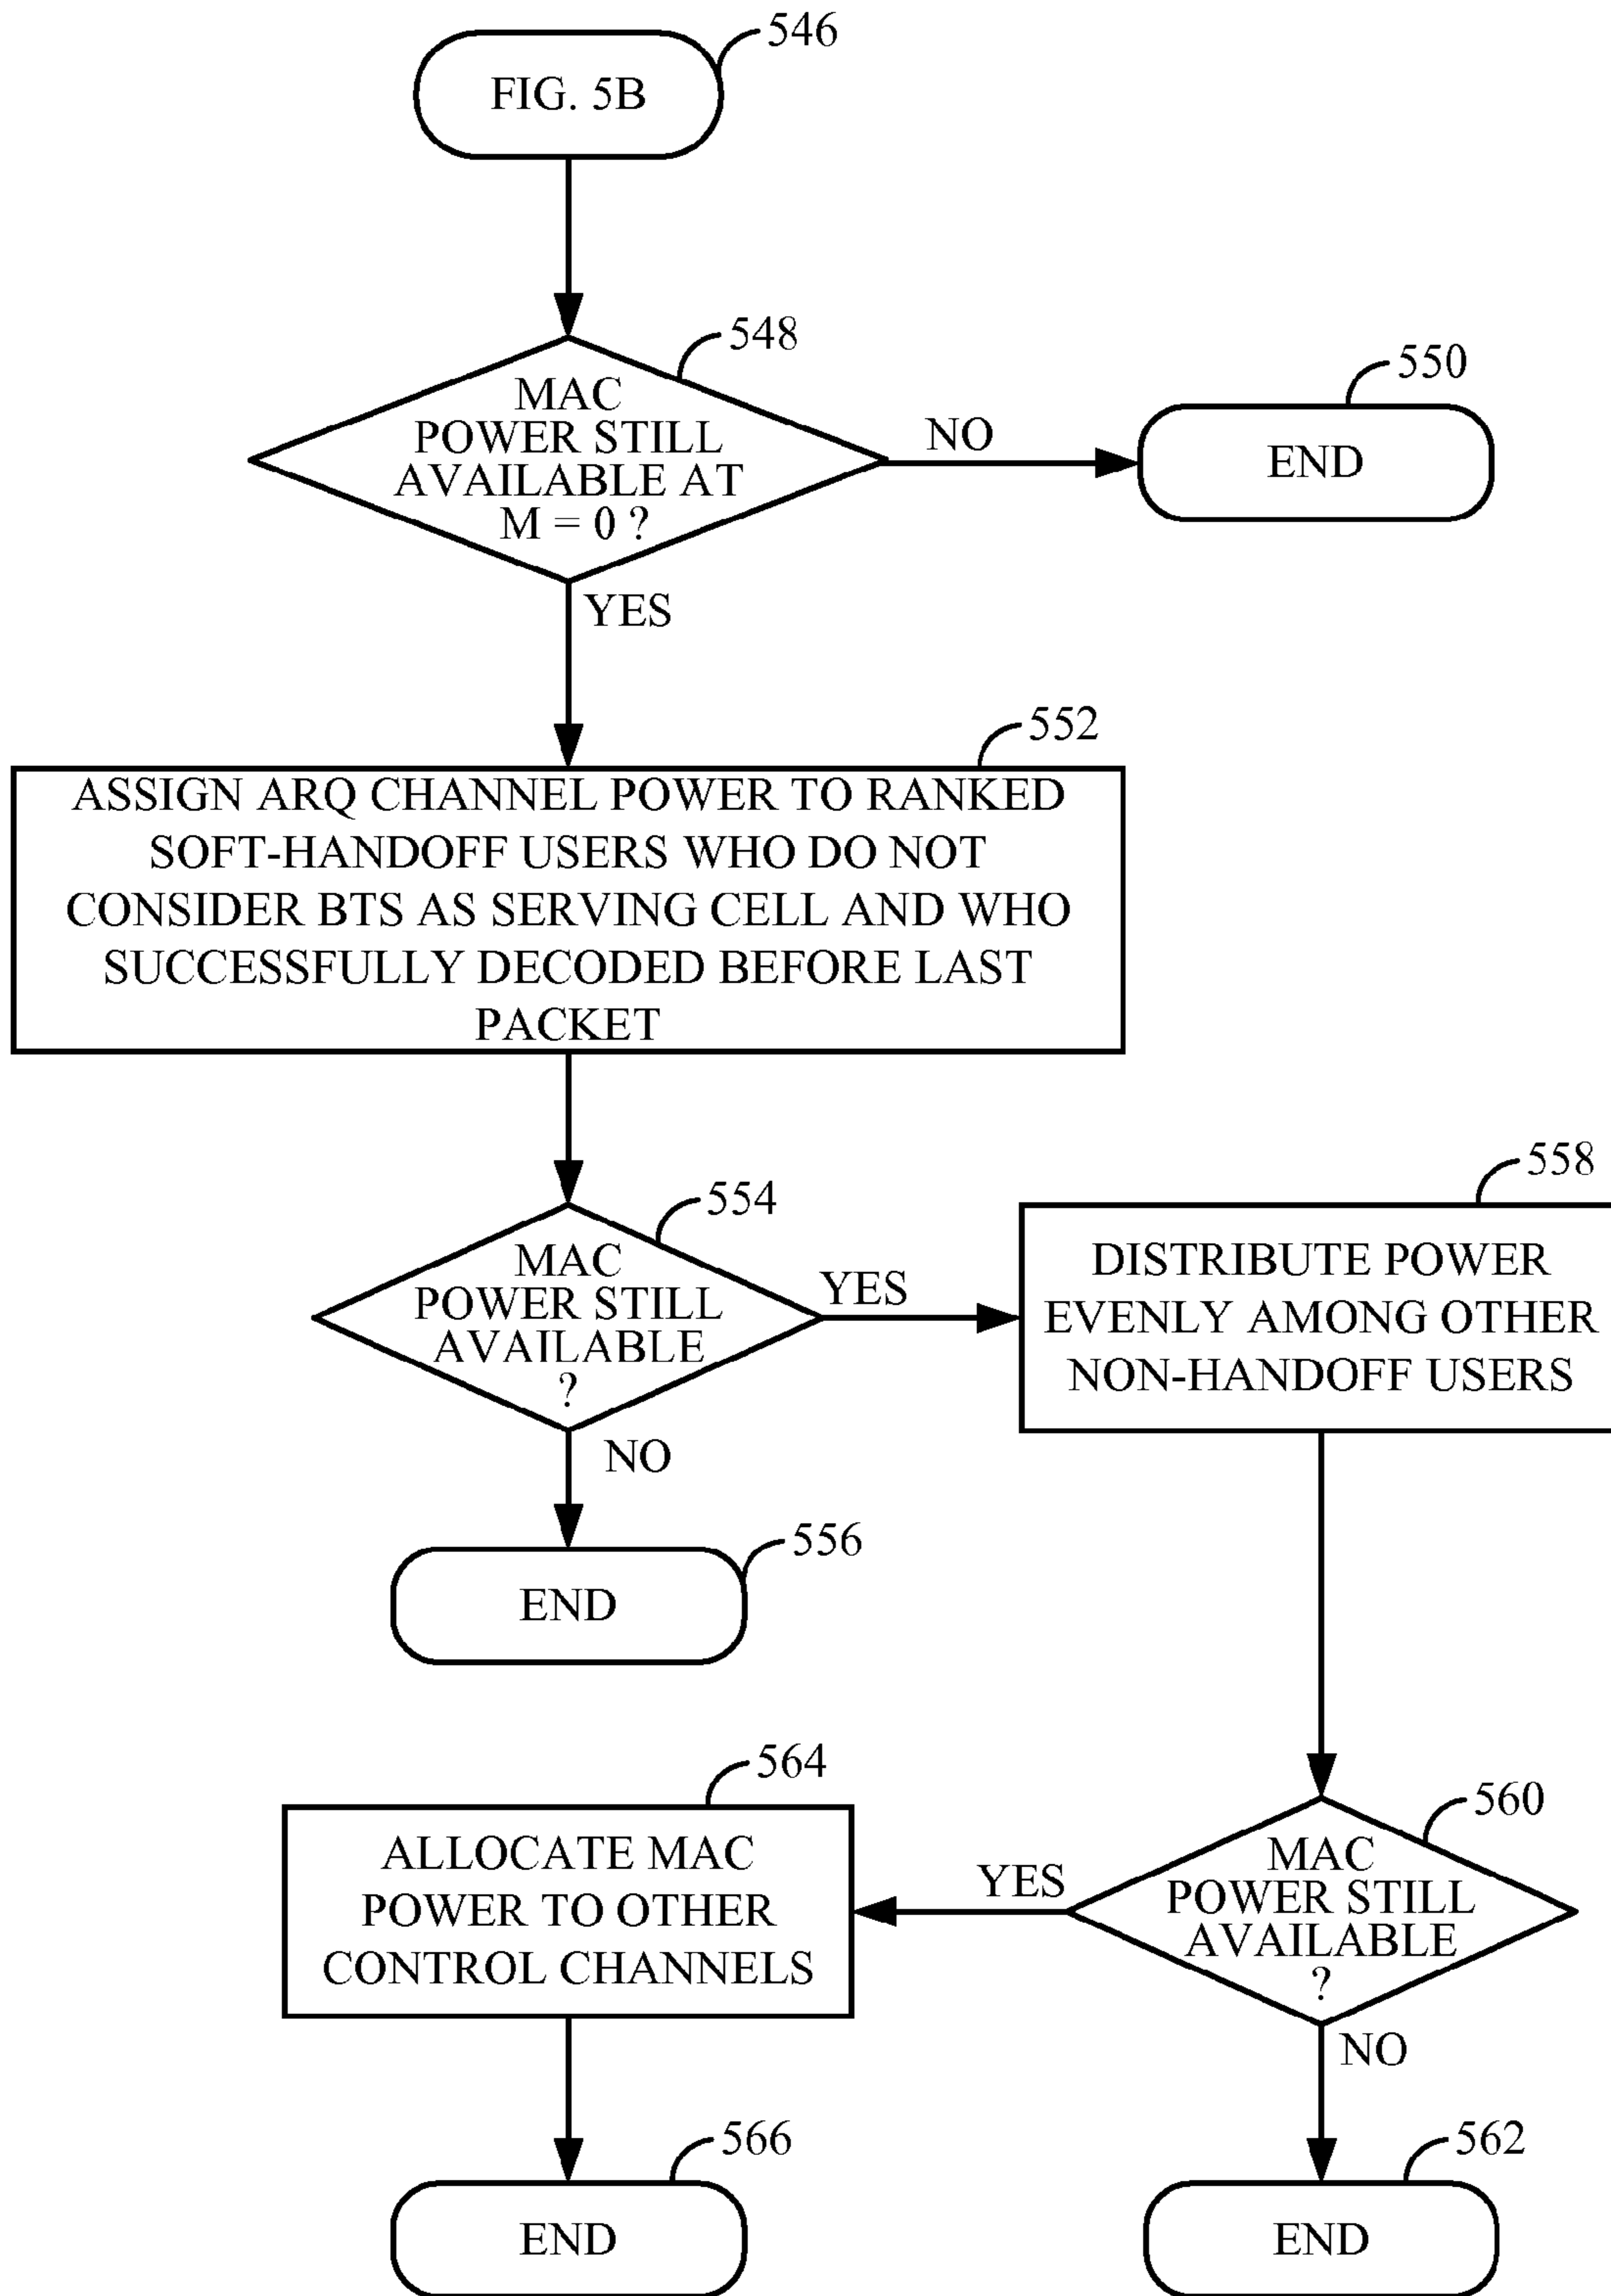 546
FIG. 5B
548
MAC
POWER STILL
AVAILABLE AT
M = 0 ?
NO
550
END
YES
552
ASSIGN ARQ CHANNEL POWER TO RANKED
SOFT-HANDOFF USERS WHO DO NOT
CONSIDER BTS AS SERVING CELL AND WHO
SUCCESSFULLY DECODED BEFORE LAST
PACKET
554
MAC
POWER STILL
AVAILABLE
?
YES
558
DISTRIBUTE POWER
EVENLY AMONG OTHER
NON-HANDOFF USERS
NO
556
END
560
MAC
POWER STILL
AVAILABLE
?
YES
564
ALLOCATE MAC
POWER TO OTHER
CONTROL CHANNELS
NO
566
END
562
END